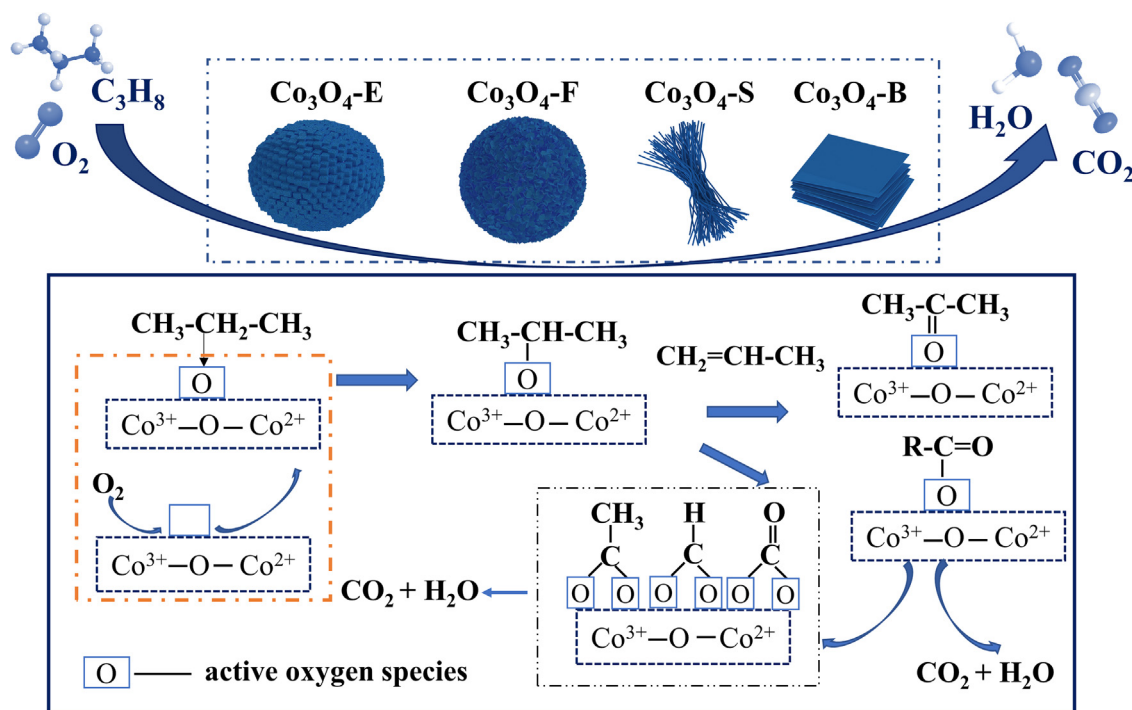 C₃H₈
O₂
Co₃O₄-E
Co₃O₄-F
Co₃O₄-S
Co₃O₄-B
H₂O
CO₂
CH₃-CH₂-CH₃
O
Co³⁺—O—Co²⁺
O₂
Co³⁺—O—Co²⁺
CH₃-CH-CH₃
O
Co³⁺—O—Co²⁺
CH₂=CH-CH₃
CH₃-C-CH₃
O
Co³⁺—O—Co²⁺
R-C=O
O
Co³⁺—O—Co²⁺
CH₃ H O
C C C
O O O O O O
Co³⁺—O—Co²⁺
CO₂ + H₂O
CO₂ + H₂O
O — active oxygen species